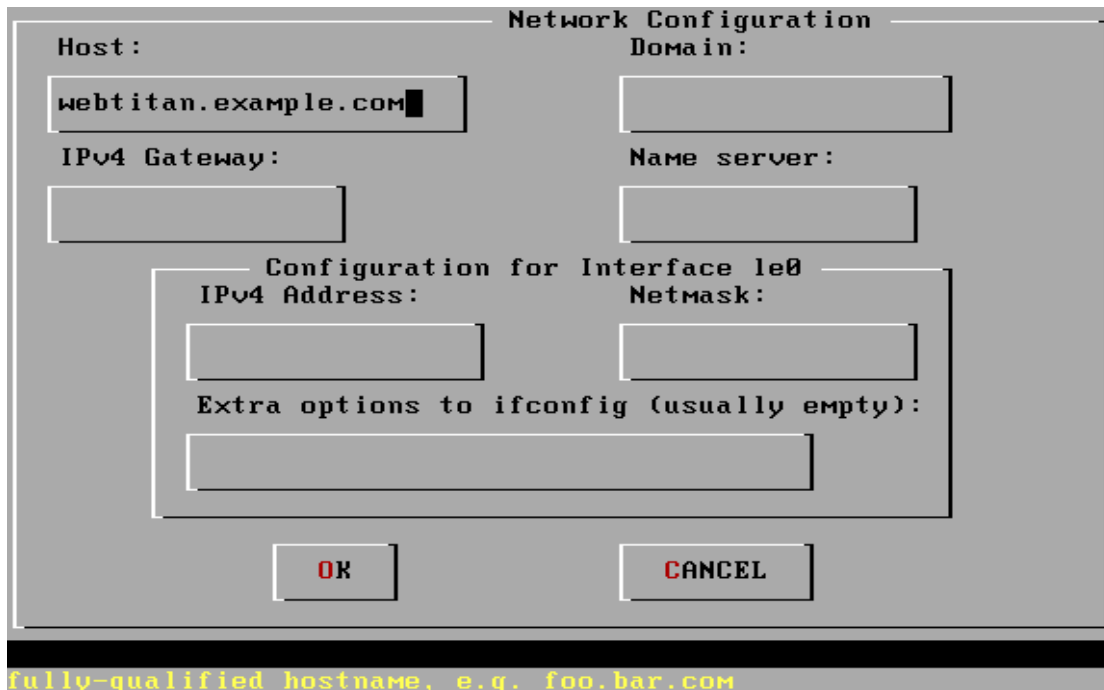 Network Configuration
Host: Domain:
webtitan.example.com
IPv4 Gateway: Name server:
Configuration for Interface le0
IPv4 Address: Netmask:
Extra options to ifconfig (usually empty):
OK CANCEL
fully-qualified hostname, e.g. foo.bar.com